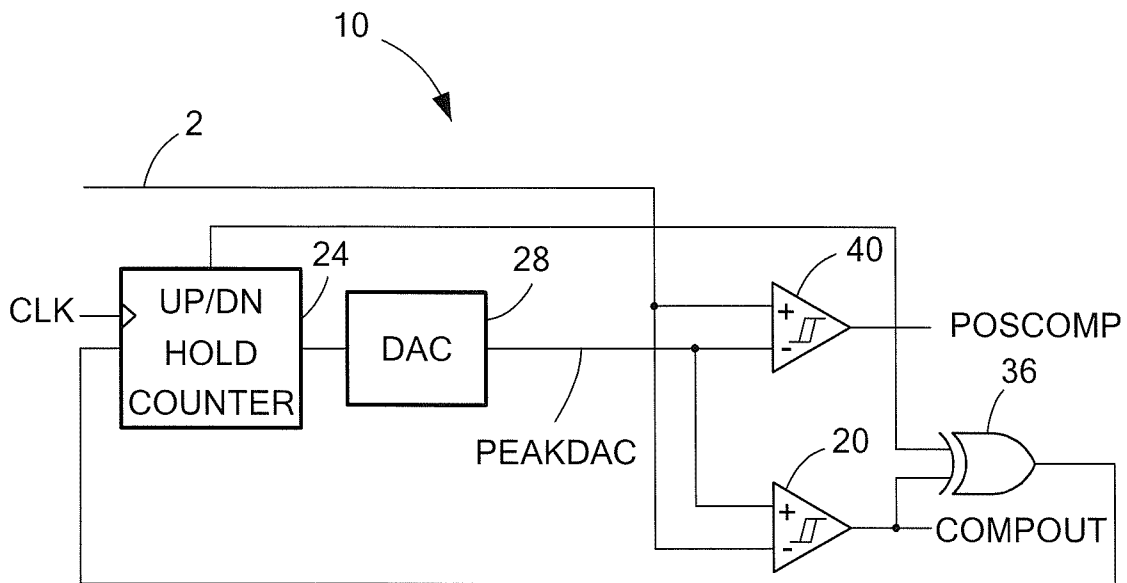 10
2
24
28
40
CLK
UP/DN
HOLD
COUNTER
DAC
+
-
POSCOMP
36
PEAKDAC
20
+
-
COMPOUT